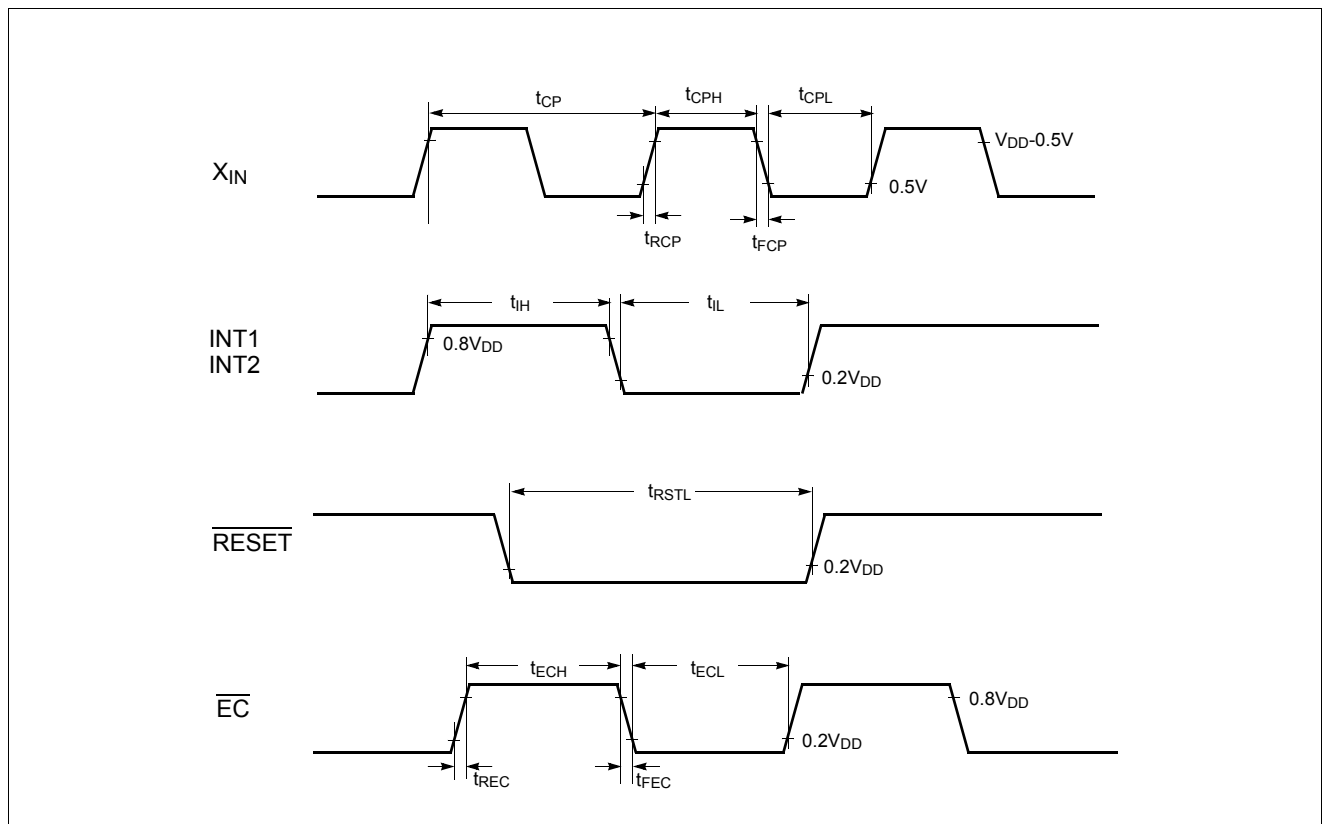 tCP
tCPH
tCPL
XIN
VDD-0.5V
0.5V
tRCP
tFCP
tIH
tIL
INT1
INT2
0.8VDD
0.2VDD
tRSTL
RESET
0.2VDD
tECH
tECL
EC
0.8VDD
0.2VDD
tREC
tFEC